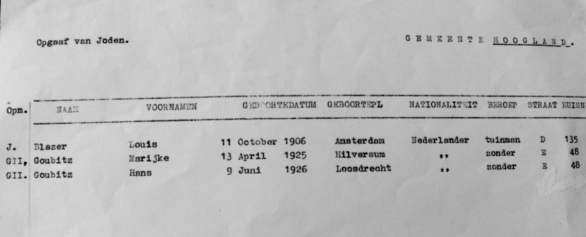 Opgaaf van Joden. GEMEENTE HOOGLAND.
Opm. NAAM VOORNAMEN GEBOORTEDATUM GEBOORTEPL NATIONALITEIT BEROEP STRAAT HUISN
J. Blazer Louis 11 October 1906 Amsterdam Nederlander tuinman D 135
GII, Goubitz Marijke 13 April 1925 Hilversum ,, zonder E 48
GII. Goubitz Hans 9 Juni 1926 Loosdrecht ,, zonder E 48